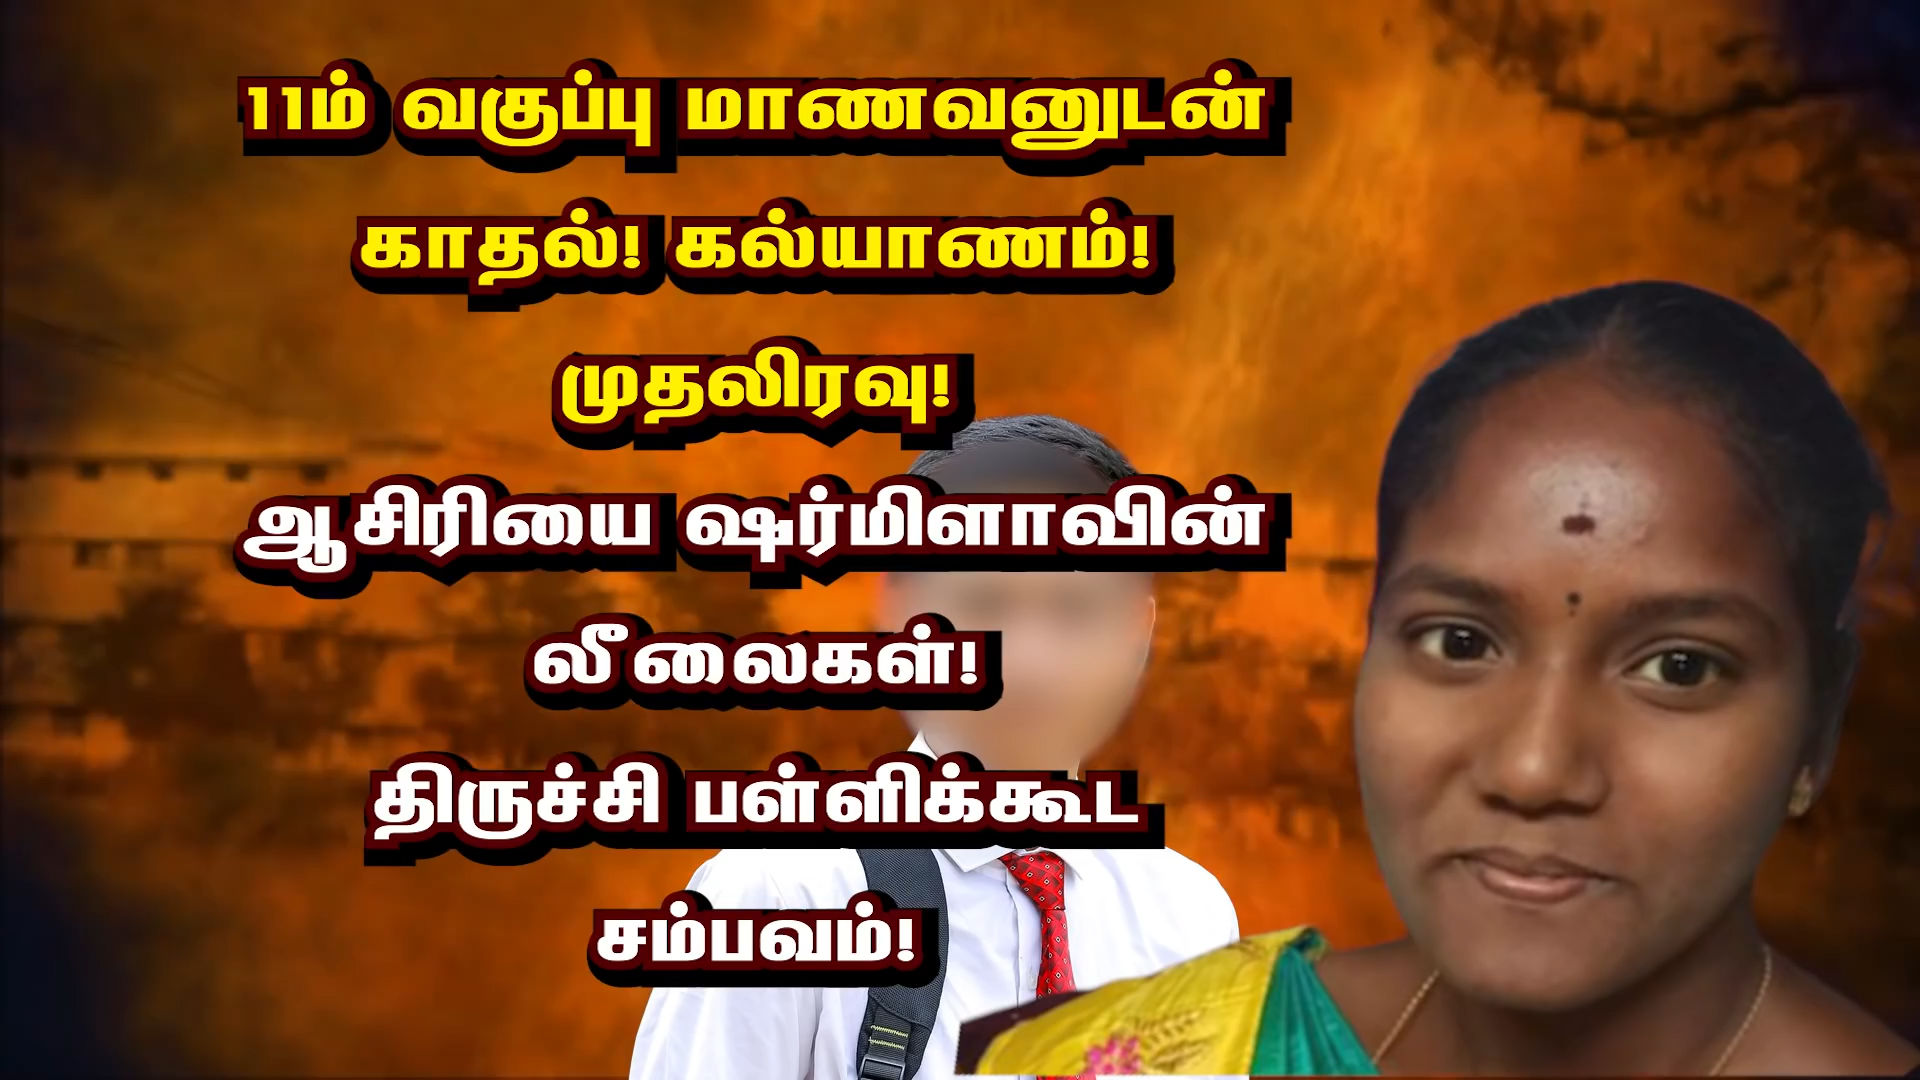 11ம் வகுப்பு மாணவனுடன்
காதல்! கல்யாணம்!
முதலிரவு!
ஆசிரியை ஷர்மிளாவின்
லீலைகள்!
திருச்சி பள்ளிக்கூட
சம்பவம்!